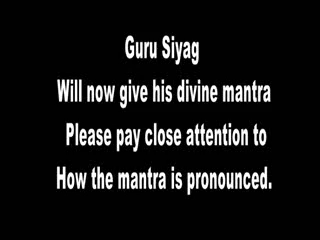 Guru Siyag
Will now give his divine mantra
Please pay close attention to
How the mantra is pronounced.